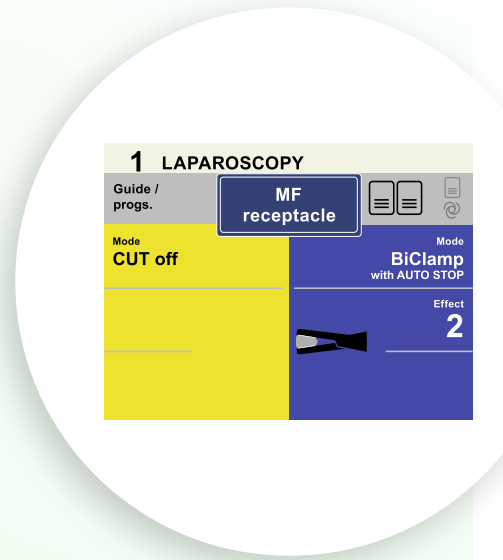 1 LAPAROSCOPY
Guide /
progs.
MF
receptacle
Mode
CUT off
Mode
BiClamp
with AUTO STOP
Effect
2